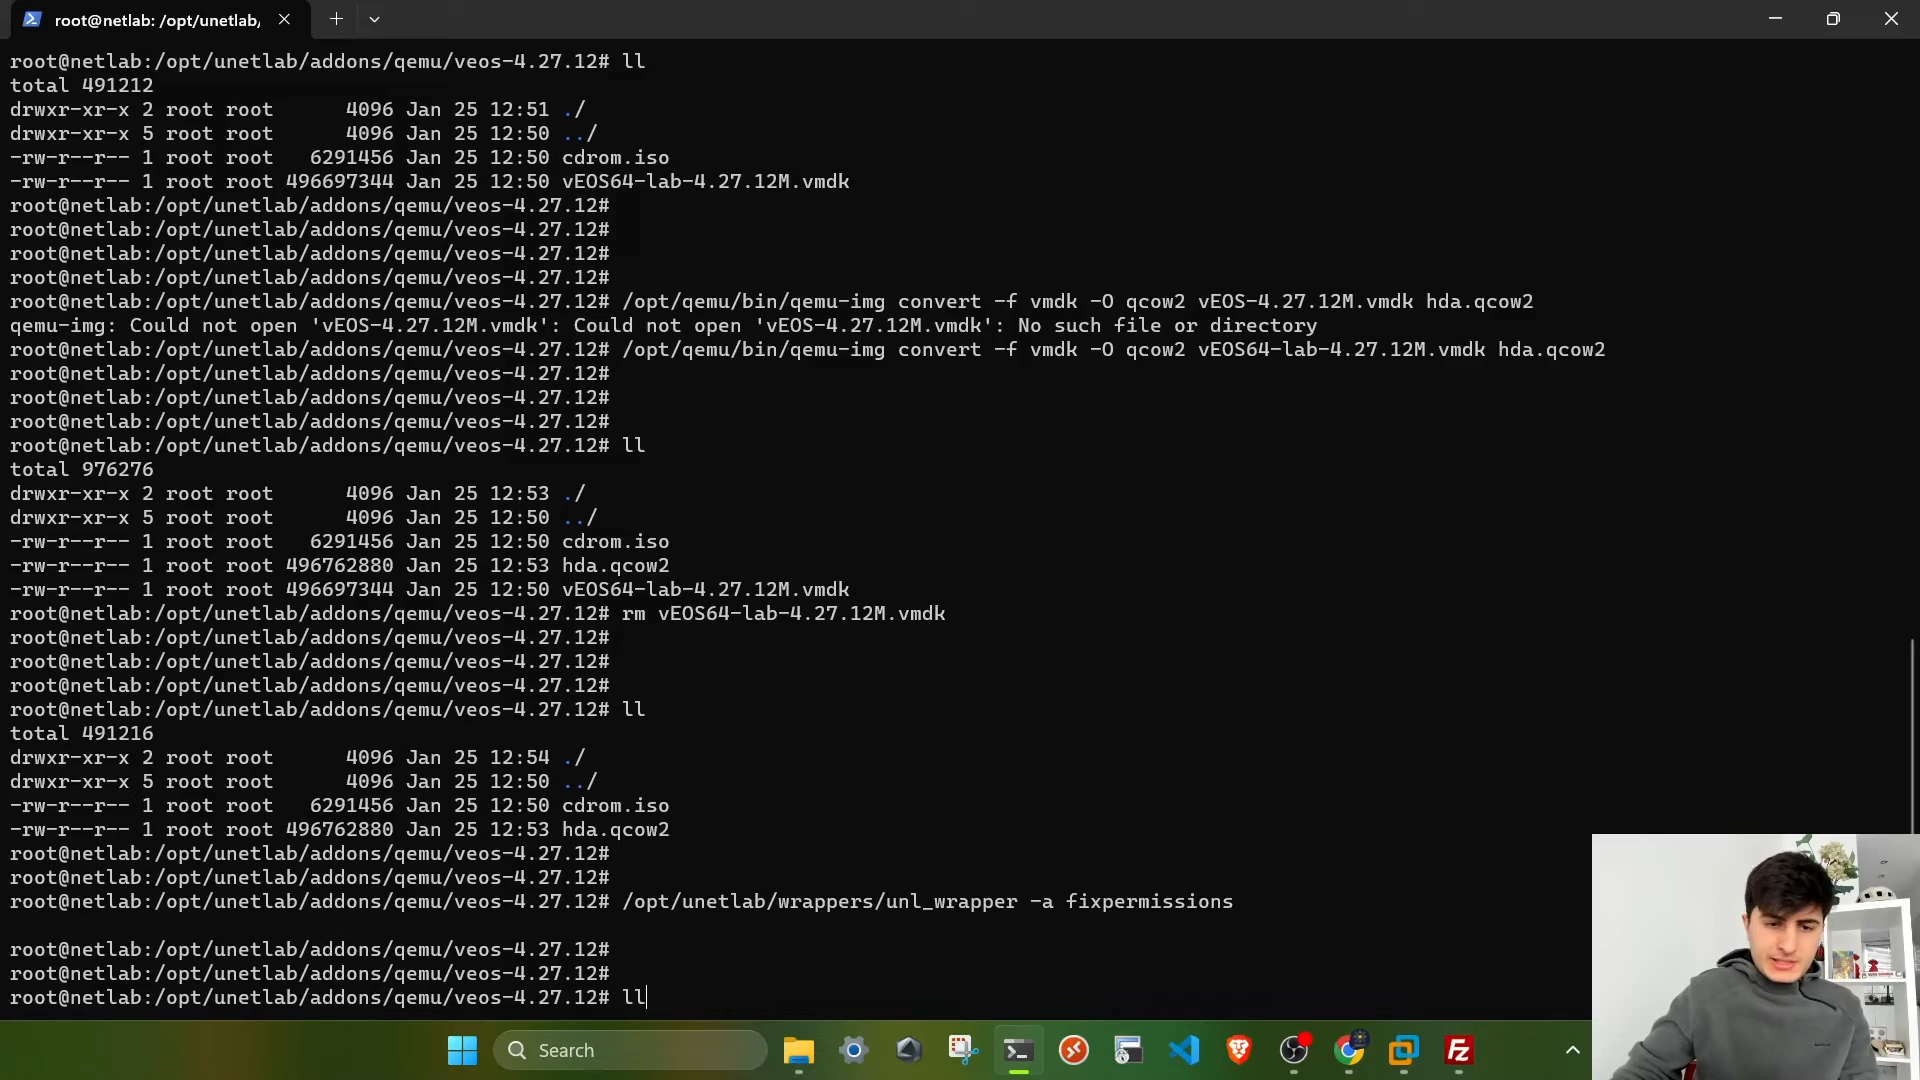 root@netlab: /opt/unetlab/
root@netlab:/opt/unetlab/addons/qemu/veos-4.27.12# ll
total 491212
drwxr-xr-x 2 root root      4096 Jan 25 12:51 ./
drwxr-xr-x 5 root root      4096 Jan 25 12:50 ../
-rw-r--r-- 1 root root   6291456 Jan 25 12:50 cdrom.iso
-rw-r--r-- 1 root root 496697344 Jan 25 12:50 vEOS64-lab-4.27.12M.vmdk
root@netlab:/opt/unetlab/addons/qemu/veos-4.27.12#
root@netlab:/opt/unetlab/addons/qemu/veos-4.27.12#
root@netlab:/opt/unetlab/addons/qemu/veos-4.27.12#
root@netlab:/opt/unetlab/addons/qemu/veos-4.27.12#
root@netlab:/opt/unetlab/addons/qemu/veos-4.27.12# /opt/qemu/bin/qemu-img convert -f vmdk -O qcow2 vEOS-4.27.12M.vmdk hda.qcow2
qemu-img: Could not open 'vEOS-4.27.12M.vmdk': Could not open 'vEOS-4.27.12M.vmdk': No such file or directory
root@netlab:/opt/unetlab/addons/qemu/veos-4.27.12# /opt/qemu/bin/qemu-img convert -f vmdk -O qcow2 vEOS64-lab-4.27.12M.vmdk hda.qcow2
root@netlab:/opt/unetlab/addons/qemu/veos-4.27.12#
root@netlab:/opt/unetlab/addons/qemu/veos-4.27.12#
root@netlab:/opt/unetlab/addons/qemu/veos-4.27.12#
root@netlab:/opt/unetlab/addons/qemu/veos-4.27.12# ll
total 976276
drwxr-xr-x 2 root root      4096 Jan 25 12:53 ./
drwxr-xr-x 5 root root      4096 Jan 25 12:50 ../
-rw-r--r-- 1 root root   6291456 Jan 25 12:50 cdrom.iso
-rw-r--r-- 1 root root 496762880 Jan 25 12:53 hda.qcow2
-rw-r--r-- 1 root root 496697344 Jan 25 12:50 vEOS64-lab-4.27.12M.vmdk
root@netlab:/opt/unetlab/addons/qemu/veos-4.27.12# rm vEOS64-lab-4.27.12M.vmdk
root@netlab:/opt/unetlab/addons/qemu/veos-4.27.12#
root@netlab:/opt/unetlab/addons/qemu/veos-4.27.12#
root@netlab:/opt/unetlab/addons/qemu/veos-4.27.12#
root@netlab:/opt/unetlab/addons/qemu/veos-4.27.12# ll
total 491216
drwxr-xr-x 2 root root      4096 Jan 25 12:54 ./
drwxr-xr-x 5 root root      4096 Jan 25 12:50 ../
-rw-r--r-- 1 root root   6291456 Jan 25 12:50 cdrom.iso
-rw-r--r-- 1 root root 496762880 Jan 25 12:53 hda.qcow2
root@netlab:/opt/unetlab/addons/qemu/veos-4.27.12#
root@netlab:/opt/unetlab/addons/qemu/veos-4.27.12#
root@netlab:/opt/unetlab/addons/qemu/veos-4.27.12# /opt/unetlab/wrappers/unl_wrapper -a fixpermissions
root@netlab:/opt/unetlab/addons/qemu/veos-4.27.12#
root@netlab:/opt/unetlab/addons/qemu/veos-4.27.12#
root@netlab:/opt/unetlab/addons/qemu/veos-4.27.12# ll
Search